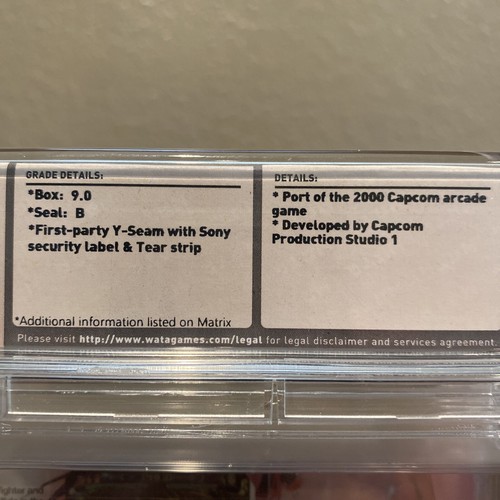 GRADE DETAILS:
*Box: 9.0
*Seal: B
*First-party Y-Seam with Sony
security label & Tear strip
*Additional information listed on Matrix
DETAILS:
* Port of the 2000 Capcom arcade
game
* Developed by Capcom
Production Studio 1
Please visit http://www.watagames.com/legal for legal disclaimer and services agreement.
fighter and